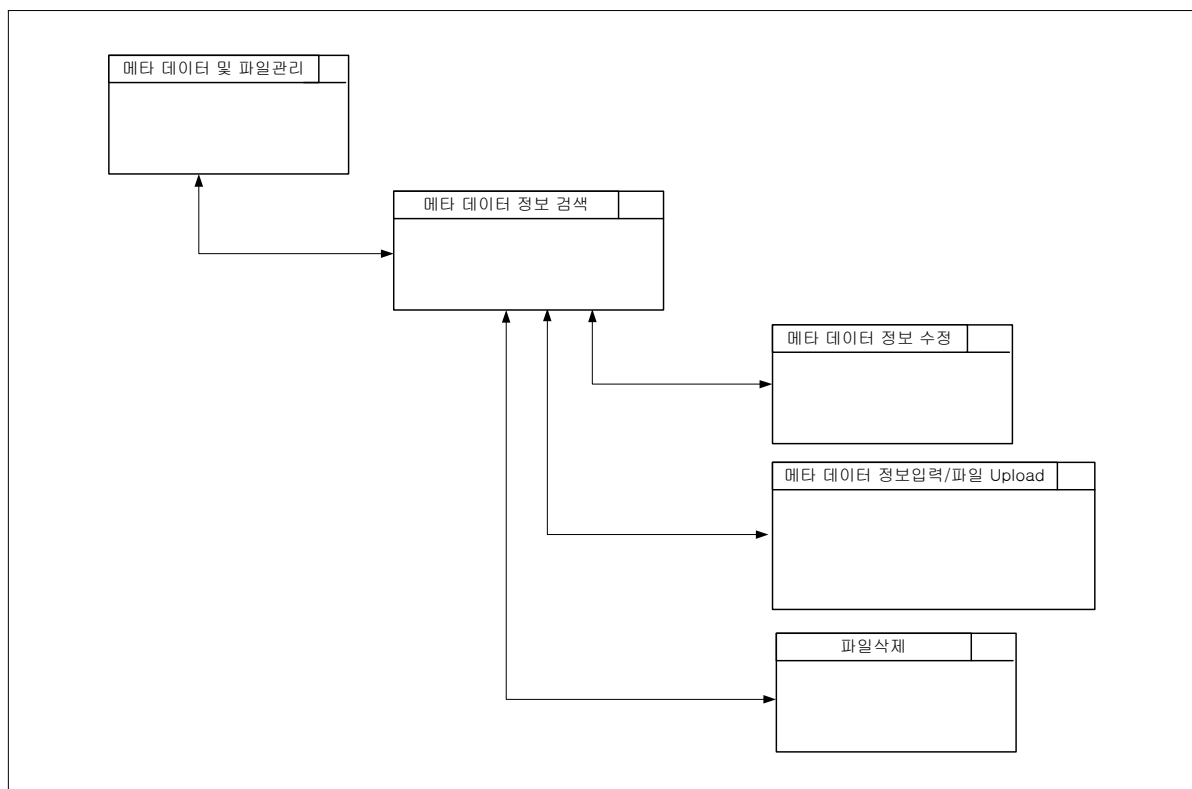 메타 데이터 및 파일관리
메타 데이터 정보 검색
메타 데이터 정보 수정
메타 데이터 정보입력/파일 Upload
파일삭제